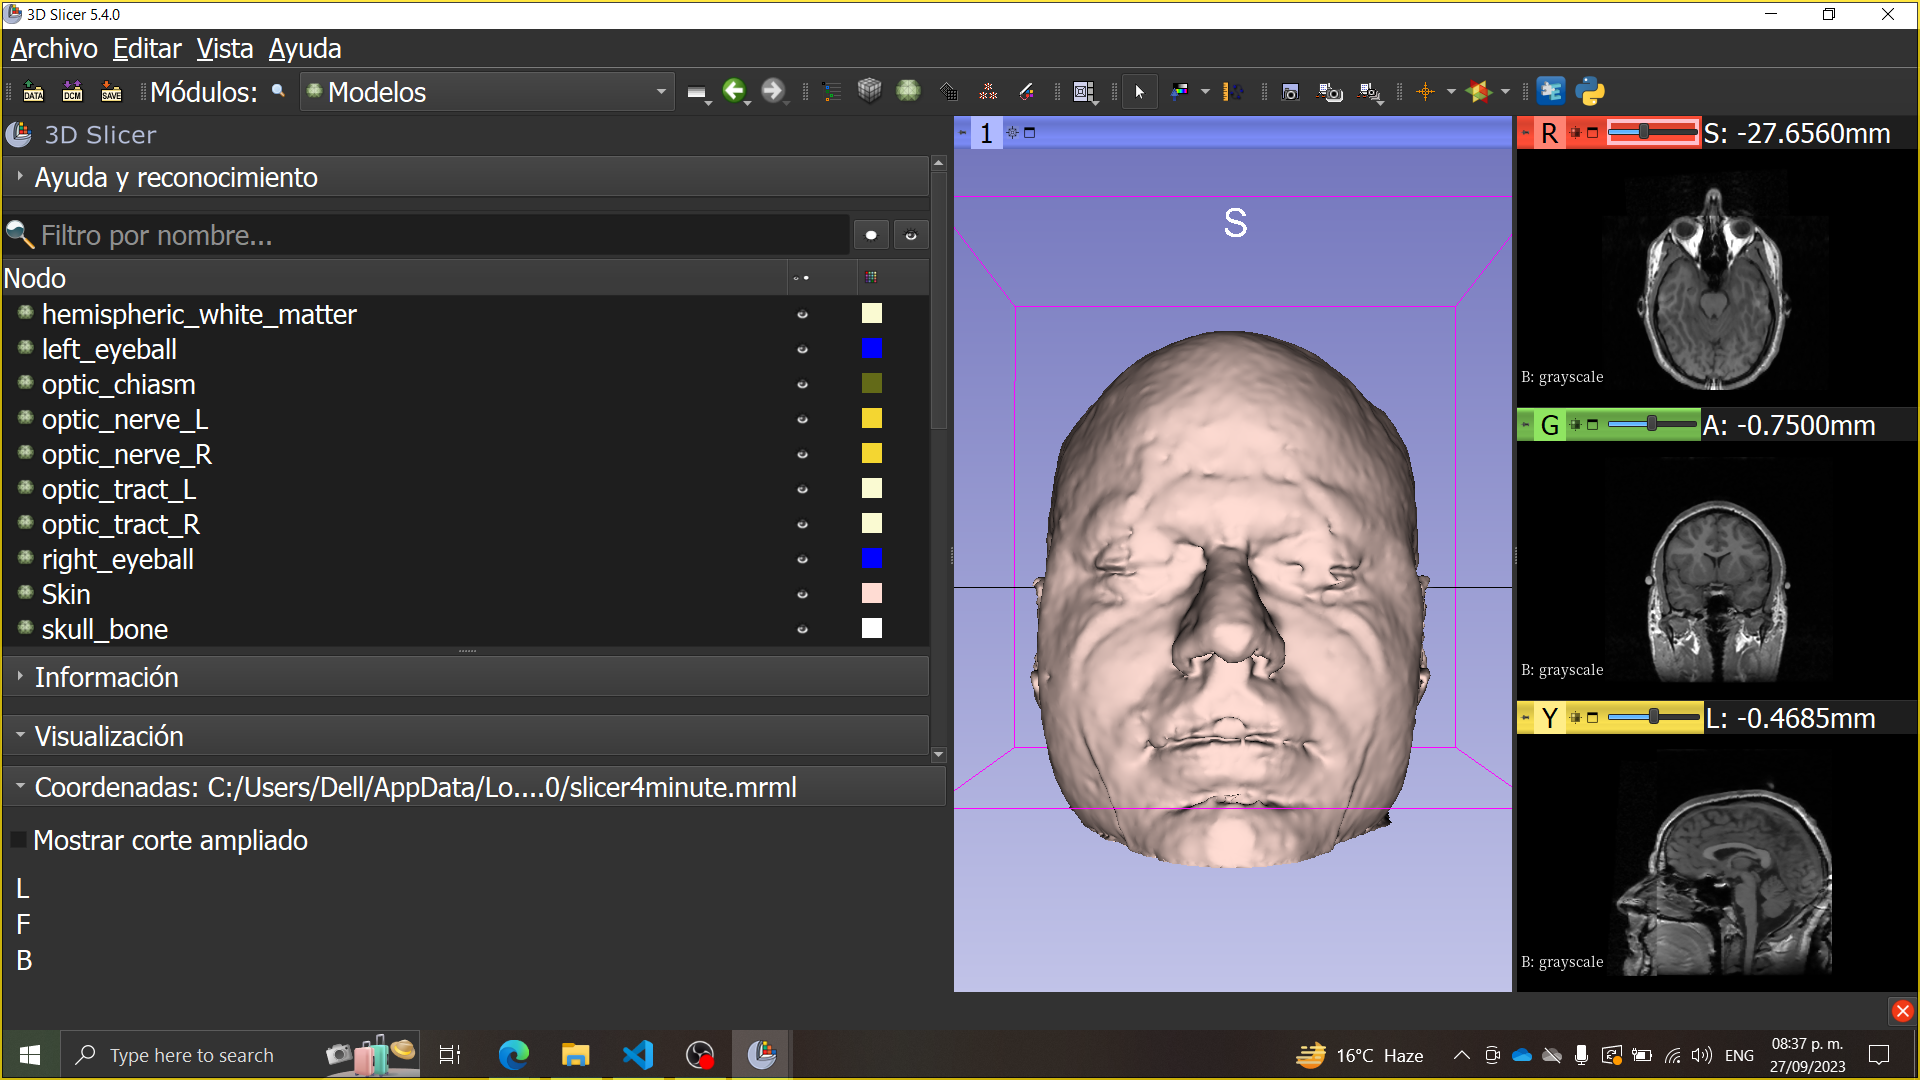 3D Slicer 5.4.0
Archivo Editar Vista Ayuda
DATA DCM SAVE Módulos: Modelos
3D Slicer
Ayuda y reconocimiento
Filtro por nombre...
Nodo
hemispheric_white_matter
left_eyeball
optic_chiasm
optic_nerve_L
optic_nerve_R
optic_tract_L
optic_tract_R
right_eyeball
Skin
skull_bone
Información
Visualización
Coordenadas: C:/Users/Dell/AppData/Lo....0/slicer4minute.mrml
Mostrar corte ampliado
L
F
B
1
S
R S: -27.6560mm
B: grayscale
G A: -0.7500mm
B: grayscale
Y L: -0.4685mm
B: grayscale
Type here to search
16°C Haze
ENG
08:37 p. m.
27/09/2023